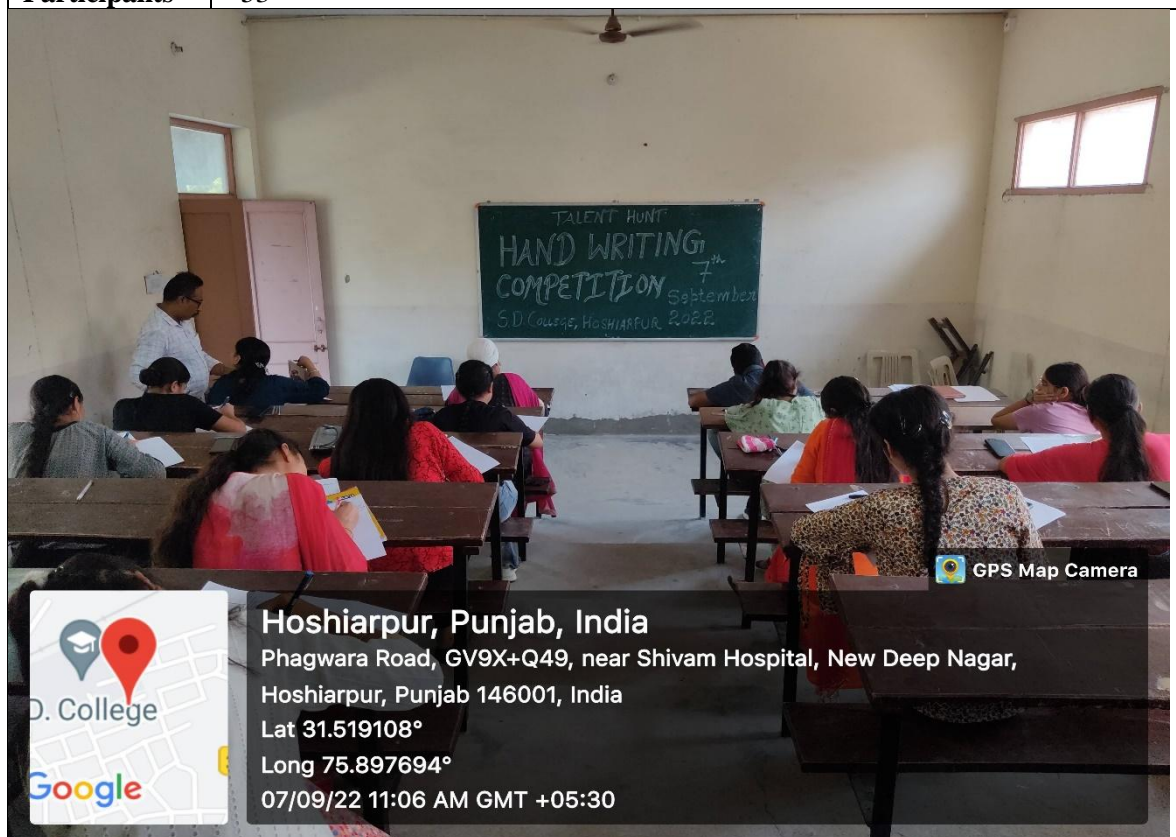 TALENT HUNT
HAND WRITING,
COMPETITION
7th
September
2022
S.D. COLLEGE, HOSHIARPUR
GPS Map Camera
Hoshiarpur, Punjab, India
Phagwara Road, GV9X+Q49, near Shivam Hospital, New Deep Nagar,
Hoshiarpur, Punjab 146001, India
Lat 31.519108°
Long 75.897694°
07/09/22 11:06 AM GMT +05:30
D. College
Google